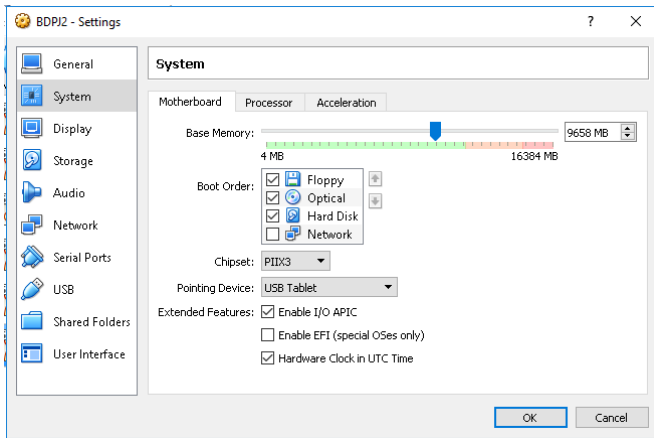 BDPJ2 - Settings
?
General
System
Display
Storage
Audio
Network
Serial Ports
USB
Shared Folders
User Interface
System
Motherboard Processor Acceleration
Base Memory: 9658 MB
4 MB 16384 MB
Boot Order: Floppy
Optical
Hard Disk
Network
Chipset: PIIX3
Pointing Device: USB Tablet
Extended Features: Enable I/O APIC
Enable EFI (special OSes only)
Hardware Clock in UTC Time
OK Cancel